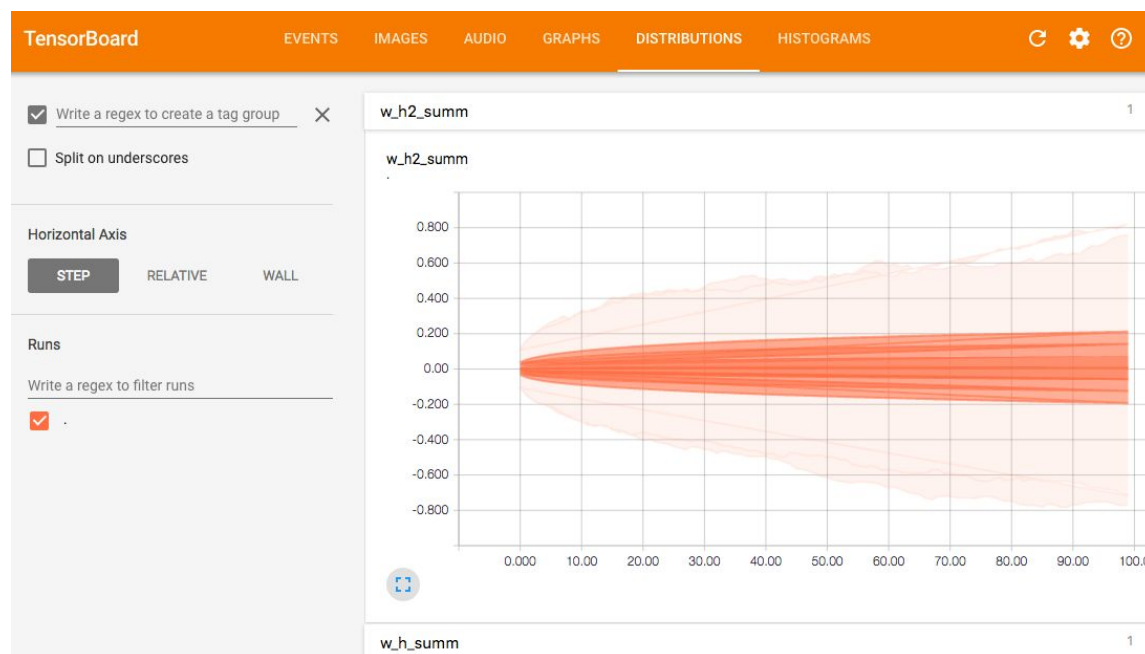 TensorBoard EVENTS IMAGES AUDIO GRAPHS DISTRIBUTIONS HISTOGRAMS
Write a regex to create a tag group
Split on underscores
Horizontal Axis
STEP RELATIVE WALL
Runs
Write a regex to filter runs
.
w_h2_summ 1
w_h2_summ
.
0.800
0.600
0.400
0.200
0.00
-0.200
-0.400
-0.600
-0.800
0.000 10.00 20.00 30.00 40.00 50.00 60.00 70.00 80.00 90.00 100.
w_h_summ 1